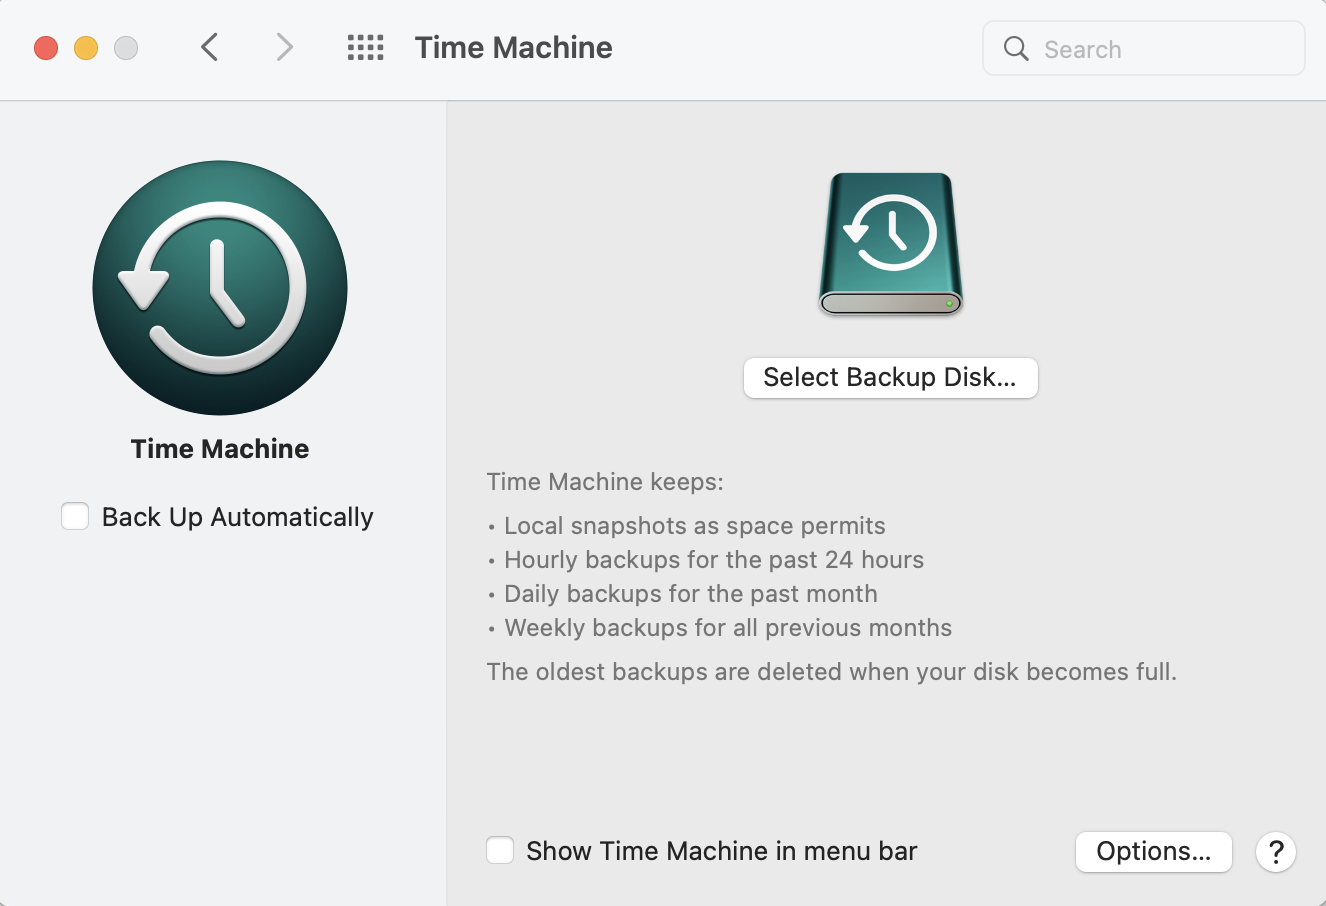 Time Machine
Search
Time Machine
Back Up Automatically
Select Backup Disk...
Time Machine keeps:
• Local snapshots as space permits
• Hourly backups for the past 24 hours
• Daily backups for the past month
• Weekly backups for all previous months
The oldest backups are deleted when your disk becomes full.
Show Time Machine in menu bar
Options...
?